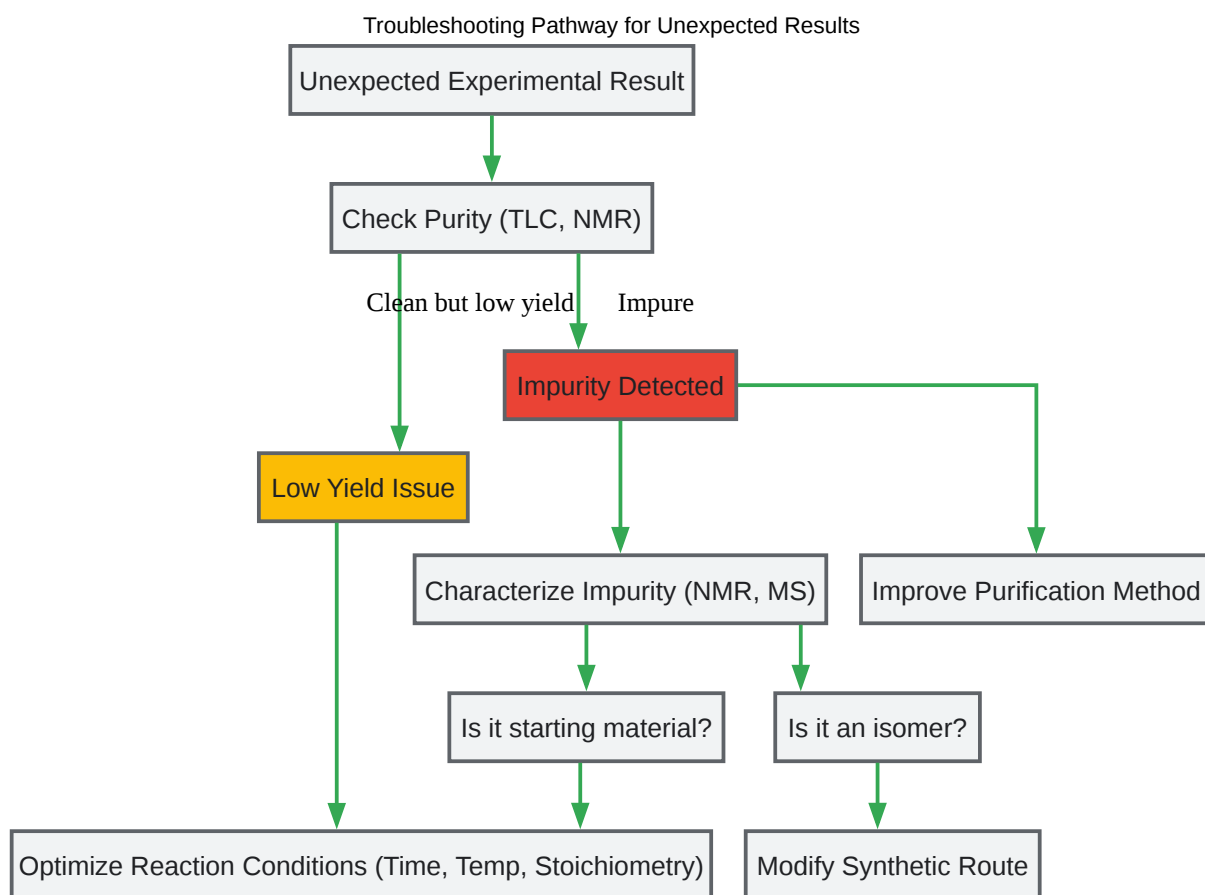 Troubleshooting Pathway for Unexpected Results
Unexpected Experimental Result
Check Purity (TLC, NMR)
Clean but low yield
Impure
Impurity Detected
Low Yield Issue
Characterize Impurity (NMR, MS)
Improve Purification Method
Is it starting material?
Is it an isomer?
Optimize Reaction Conditions (Time, Temp, Stoichiometry)
Modify Synthetic Route